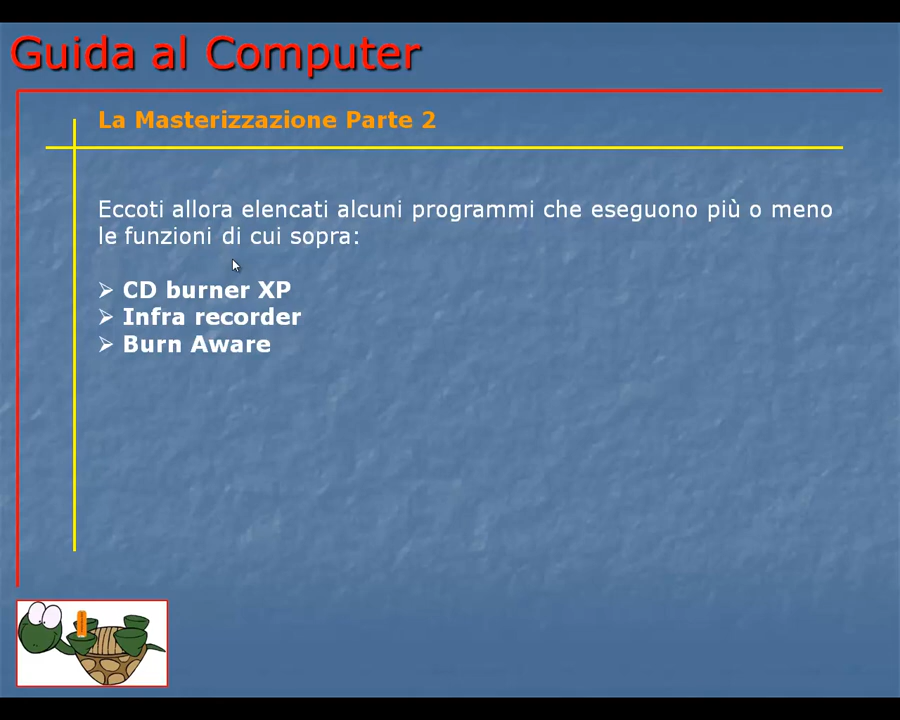 Guida al Computer
La Masterizzazione Parte 2
Eccoti allora elencati alcuni programmi che eseguono più o meno
le funzioni di cui sopra:
➢ CD burner XP
➢ Infra recorder
➢ Burn Aware